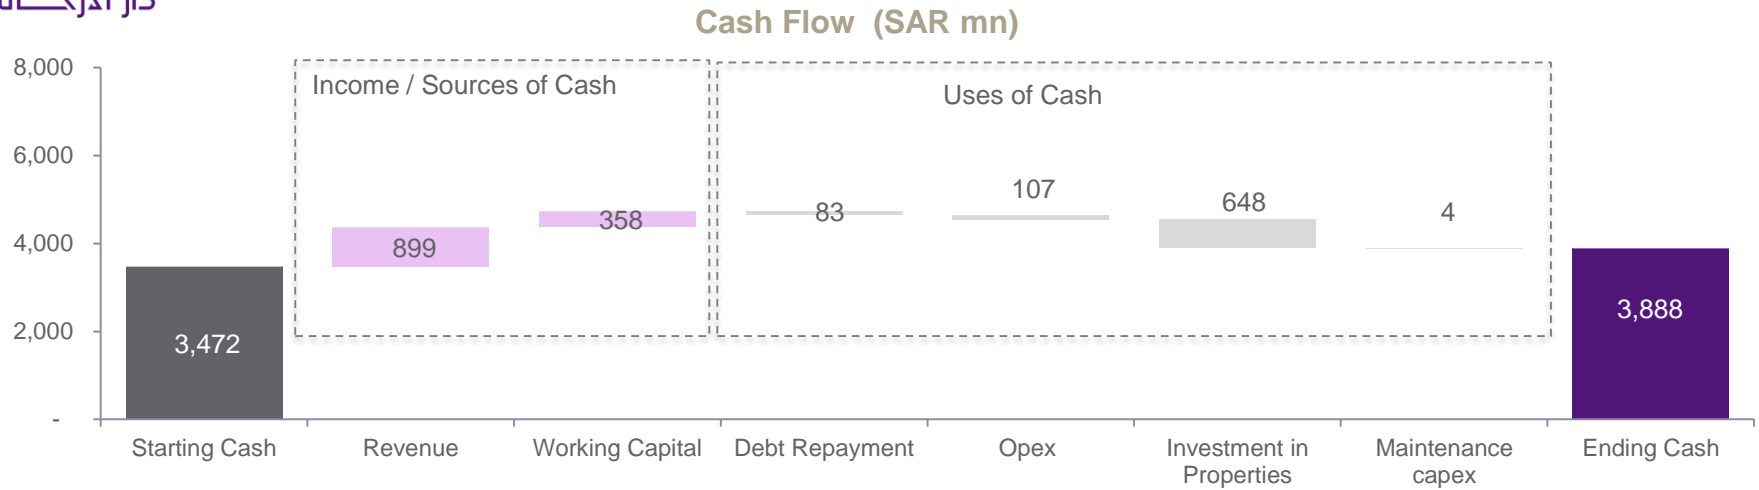 Cash Flow (SAR mn)
8,000
6,000
4,000
2,000
-
Income / Sources of Cash
Uses of Cash
3,472
899
358
83
107
648
4
3,888
Starting Cash
Revenue
Working Capital
Debt Repayment
Opex
Investment in
Properties
Maintenance
capex
Ending Cash